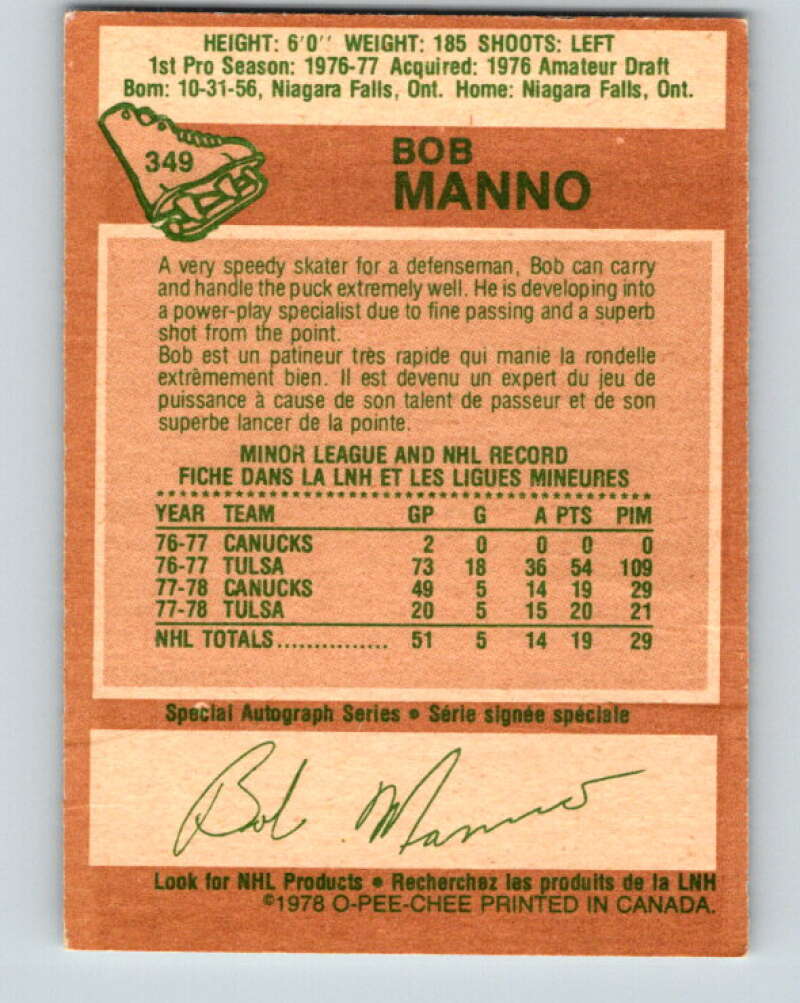 HEIGHT: 6'0'' WEIGHT: 185 SHOOTS: LEFT
1st Pro Season: 1976-77 Acquired: 1976 Amateur Draft
Born: 10-31-56, Niagara Falls, Ont. Home: Niagara Falls, Ont.
349
BOB
MANNO
A very speedy skater for a defenseman, Bob can carry
and handle the puck extremely well. He is developing into
a power-play specialist due to fine passing and a superb
shot from the point.
Bob est un patineur très rapide qui manie la rondelle
extrèmement bien. Il est devenu un expert du jeu de
puissance à cause de son talent de passeur et de son
superbe lancer de la pointe.
MINOR LEAGUE AND NHL RECORD
FICHE DANS LA LNH ET LES LIGUES MINEURES
YEAR TEAM GP G A PTS PIM
76-77 CANUCKS 2 0 0 0 0
76-77 TULSA 73 18 36 54 109
77-78 CANUCKS 49 5 14 19 29
77-78 TULSA 20 5 15 20 21
NHL TOTALS............... 51 5 14 19 29
Special Autograph Series • Série signée spéciale
Bob Manno
Look for NHL Products • Recherchez les produits de la LNH
©1978 O-PEE-CHEE PRINTED IN CANADA.